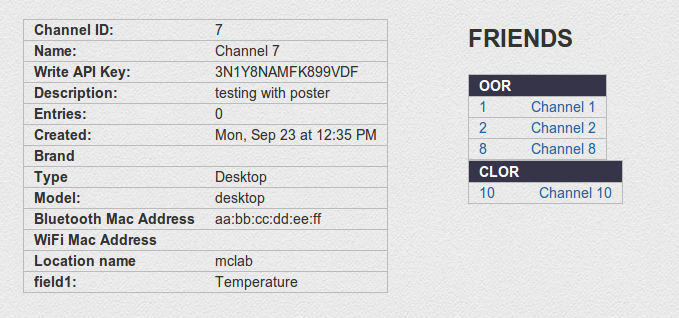 Channel ID: 7
Name: Channel 7
Write API Key: 3N1Y8NAMFK899VDF
Description: testing with poster
Entries: 0
Created: Mon, Sep 23 at 12:35 PM
Brand
Type Desktop
Model: desktop
Bluetooth Mac Address aa:bb:cc:dd:ee:ff
WiFi Mac Address
Location name mclab
field1: Temperature
FRIENDS
OOR
1 Channel 1
2 Channel 2
8 Channel 8
CLOR
10 Channel 10